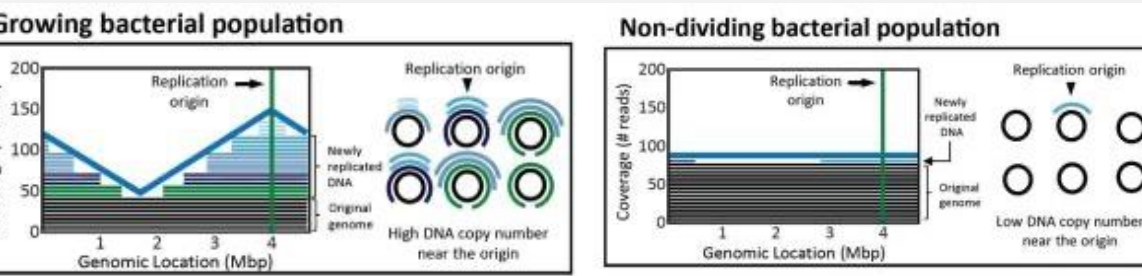 Growing bacterial population
200
150
100
50
0
Replication
origin
Newly
replicated
DNA
Original
genome
1 2 3 4
Genomic Location (Mbp)
Replication origin
High DNA copy number
near the origin
Non-dividing bacterial population
Coverage (# reads)
200
150
100
50
0
Replication
origin
Newly
replicated
DNA
Original
genome
1 2 3 4
Genomic Location (Mbp)
Replication origin
Low DNA copy number
near the origin